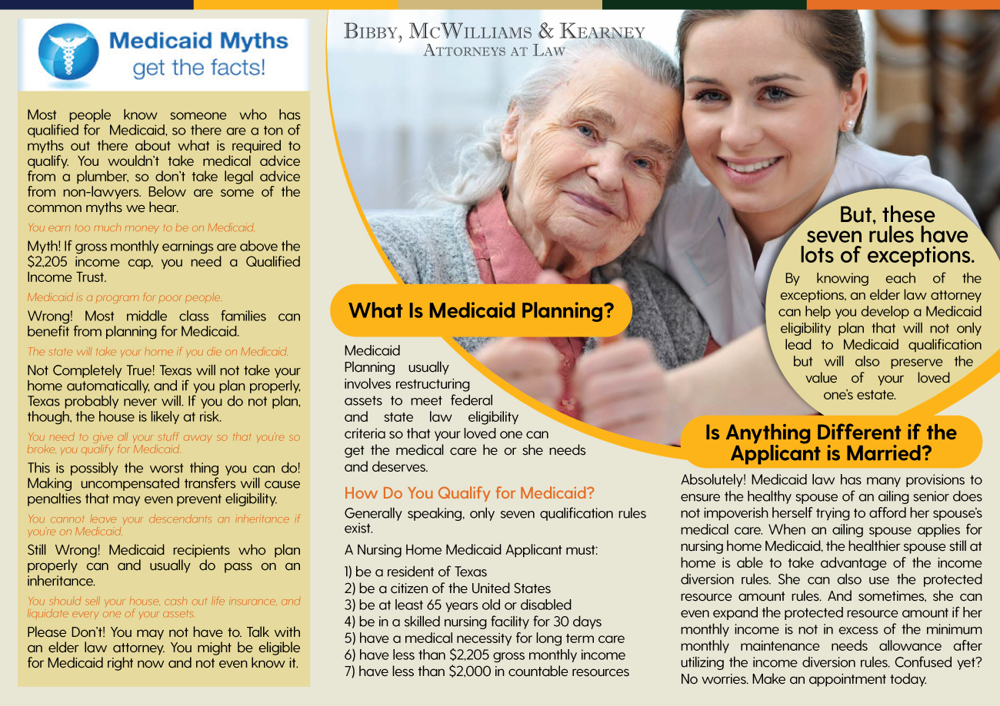 Medicaid Myths
get the facts!
Most people know someone who has
qualified for Medicaid, so there are a ton of
myths out there about what is required to
qualify. You wouldn't take medical advice
from a plumber, so don't take legal advice
from non-lawyers. Below are some of the
common myths we hear.
You earn too much money to be on Medicaid.
Myth! If gross monthly earnings are above the
$2,205 income cap, you need a Qualified
Income Trust.
Medicaid is a program for poor people.
Wrong! Most middle class families can
benefit from planning for Medicaid.
The state will take your home if you die on Medicaid.
Not Completely True! Texas will not take your
home automatically, and if you plan properly,
Texas probably never will. If you do not plan,
though, the house is likely at risk.
You need to give all your stuff away so that you're so
broke, you qualify for Medicaid.
This is possibly the worst thing you can do!
Making uncompensated transfers will cause
penalties that may even prevent eligibility.
You cannot leave your descendants an inheritance if
you're on Medicaid.
Still Wrong! Medicaid recipients who plan
properly can and usually do pass on an
inheritance.
You should sell your house, cash out life insurance, and
liquidate every one of your assets.
Please Don't! You may not have to. Talk with
an elder law attorney. You might be eligible
for Medicaid right now and not even know it.
Bibby, McWilliams & Kearney
Attorneys at Law
What Is Medicaid Planning?
Medicaid
Planning usually
involves restructuring
assets to meet federal
and state law eligibility
criteria so that your loved one can
get the medical care he or she needs
and deserves.
How Do You Qualify for Medicaid?
Generally speaking, only seven qualification rules
exist.
A Nursing Home Medicaid Applicant must:
1) be a resident of Texas
2) be a citizen of the United States
3) be at least 65 years old or disabled
4) be in a skilled nursing facility for 30 days
5) have a medical necessity for long term care
6) have less than $2,205 gross monthly income
7) have less than $2,000 in countable resources
But, these
seven rules have
lots of exceptions.
By knowing each of the
exceptions, an elder law attorney
can help you develop a Medicaid
eligibility plan that will not only
lead to Medicaid qualification
but will also preserve the
value of your loved
one's estate.
Is Anything Different if the
Applicant is Married?
Absolutely! Medicaid law has many provisions to
ensure the healthy spouse of an ailing senior does
not impoverish herself trying to afford her spouse's
medical care. When an ailing spouse applies for
nursing home Medicaid, the healthier spouse still at
home is able to take advantage of the income
diversion rules. She can also use the protected
resource amount rules. And sometimes, she can
even expand the protected resource amount if her
monthly income is not in excess of the minimum
monthly maintenance needs allowance after
utilizing the income diversion rules. Confused yet?
No worries. Make an appointment today.